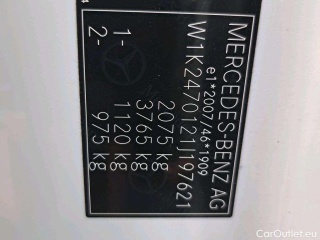 MERCEDES-BENZ AG
e1*2007/46*1909
W1K2470121J197621
2075 kg
3765 kg
1- 1120 kg
2- 975 kg
CarOutlet.eu